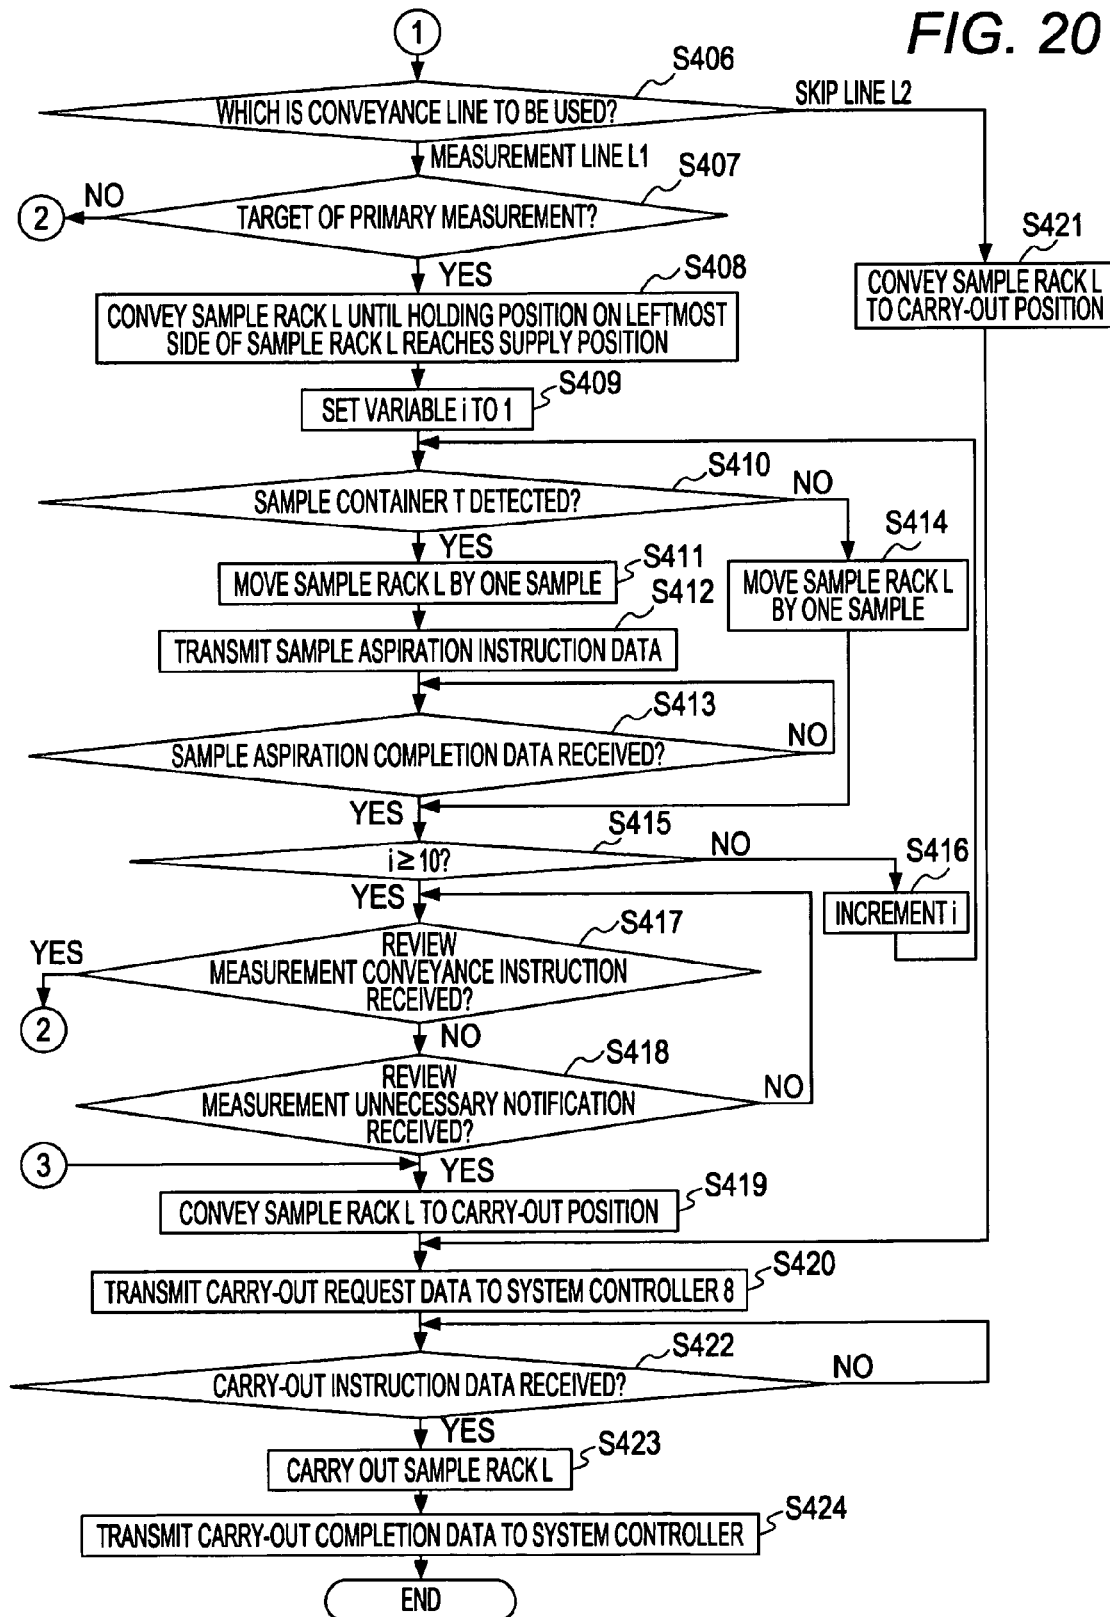 FIG. 20
1
S406
WHICH IS CONVEYANCE LINE TO BE USED?
SKIP LINE L2
MEASUREMENT LINE L1
S407
NO
2
TARGET OF PRIMARY MEASUREMENT?
YES
S408
CONVEY SAMPLE RACK L UNTIL HOLDING POSITION ON LEFTMOST
SIDE OF SAMPLE RACK L REACHES SUPPLY POSITION
S421
CONVEY SAMPLE RACK L
TO CARRY-OUT POSITION
S409
SET VARIABLE i TO 1
S410
SAMPLE CONTAINER T DETECTED?
NO
YES
S411
MOVE SAMPLE RACK L BY ONE SAMPLE
S414
MOVE SAMPLE RACK L
BY ONE SAMPLE
S412
TRANSMIT SAMPLE ASPIRATION INSTRUCTION DATA
S413
SAMPLE ASPIRATION COMPLETION DATA RECEIVED?
NO
YES
S415
i ≥ 10?
NO
S416
INCREMENT i
YES
S417
REVIEW
MEASUREMENT CONVEYANCE INSTRUCTION
RECEIVED?
YES
2
NO
S418
REVIEW
MEASUREMENT UNNECESSARY NOTIFICATION
RECEIVED?
NO
3
YES
S419
CONVEY SAMPLE RACK L TO CARRY-OUT POSITION
S420
TRANSMIT CARRY-OUT REQUEST DATA TO SYSTEM CONTROLLER 8
S422
CARRY-OUT INSTRUCTION DATA RECEIVED?
NO
YES
S423
CARRY OUT SAMPLE RACK L
S424
TRANSMIT CARRY-OUT COMPLETION DATA TO SYSTEM CONTROLLER
END